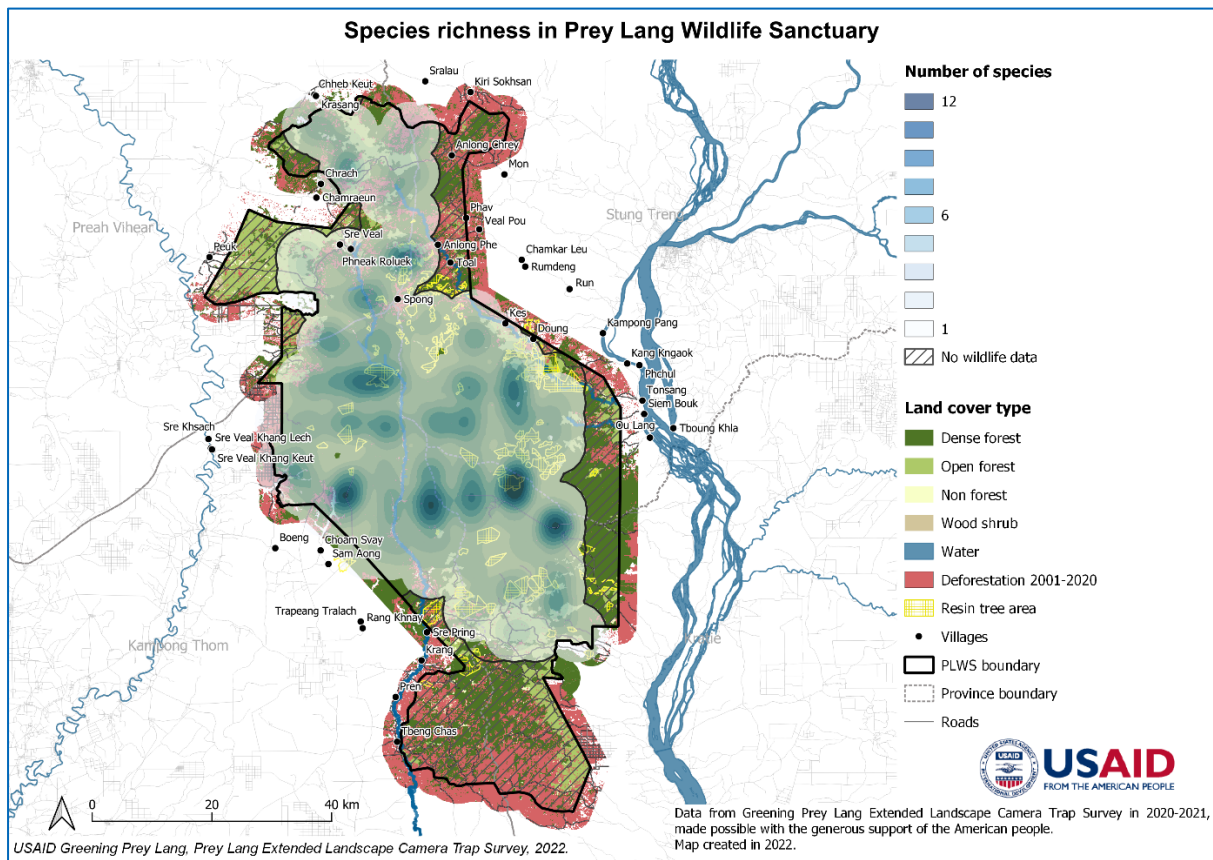 Species richness in Prey Lang Wildlife Sanctuary
Sralau
Chheb Keut
Kiri Sokhsan
Krasang
Anlong Chrey
Mon
Chrach
Chamraeun
Phav
Stung Treng
Preah Vihear
Veal Pou
Sre Veal
Anlong Phe
Peuk
Phneak Roluek
Toal
Chamkar Leu
Rumdeng
Run
Spong
Kes
Doung
Kampong Pang
Kang Kngaok
Phchul
Tonsang
Siem Bouk
Sre Khsach
Ou Lang
Tboung Khla
Sre Veal Khang Lech
Sre Veal Khang Keut
Boeng
Choam Svay
Sam Aong
Trapeang Tralach
Rang Khnay
Sre Pring
Kampong Thom
Krang
Pren
Tbeng Chas
Number of species
12
6
1
No wildlife data
Land cover type
Dense forest
Open forest
Non forest
Wood shrub
Water
Deforestation 2001-2020
Resin tree area
Villages
PLWS boundary
Province boundary
Roads
USAID
FROM THE AMERICAN PEOPLE
0 20 40 km
Data from Greening Prey Lang Extended Landscape Camera Trap Survey in 2020-2021,
made possible with the generous support of the American people.
Map created in 2022.
USAID Greening Prey Lang, Prey Lang Extended Landscape Camera Trap Survey, 2022.